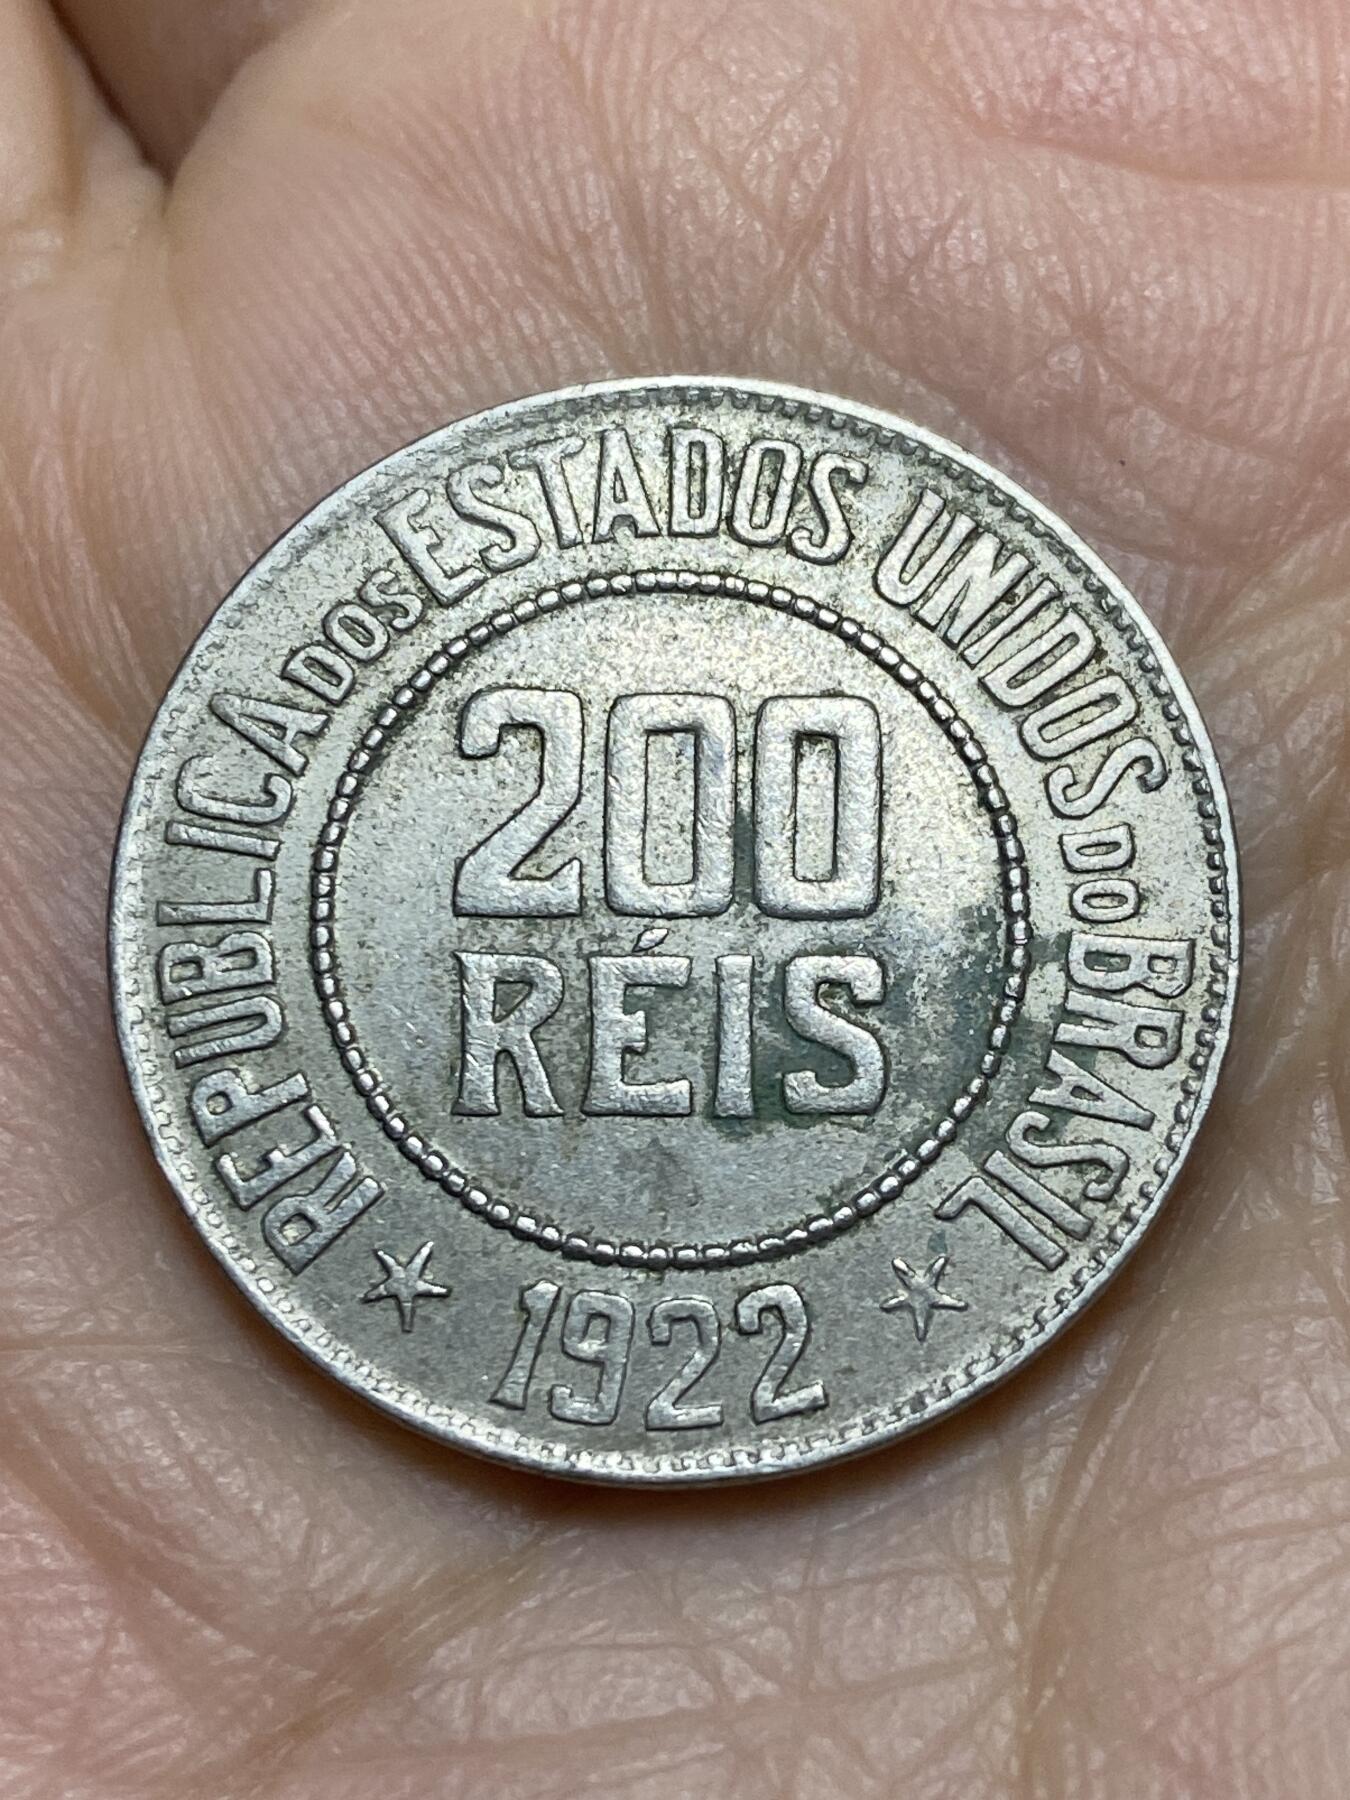 REPUBLICA DOS ESTADOS UNIDOS DO BRASIL
200
RÉIS
1922